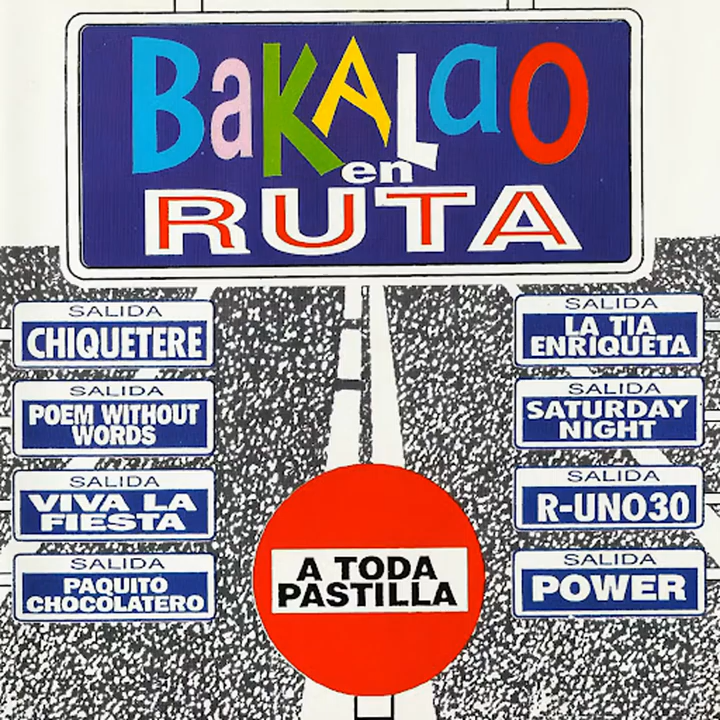 BAKALAO
en
RUTA
SALIDA
CHIQUETERE
SALIDA
POEM WITHOUT
WORDS
SALIDA
VIVA LA
FIESTA
SALIDA
PAQUITO
CHOCOLATERO
SALIDA
LA TIA
ENRIQUETA
SALIDA
SATURDAY
NIGHT
SALIDA
R-UNO30
SALIDA
POWER
A TODA
PASTILLA